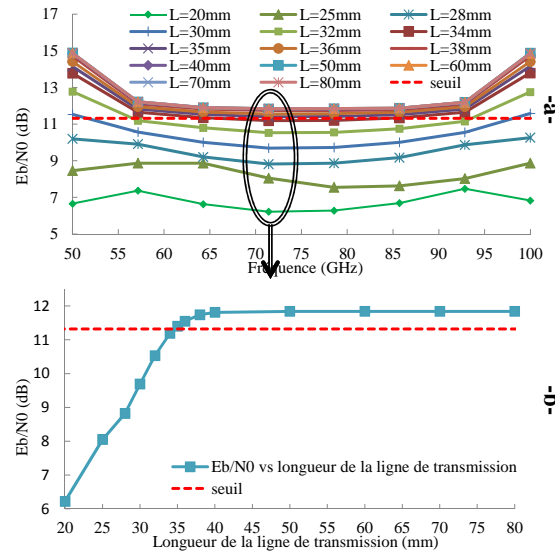 17
15
13
11
9
7
5
Eb/N0 (dB)
L=20mm L=25mm L=28mm
L=30mm L=32mm L=34mm
L=35mm L=36mm L=38mm
L=40mm L=50mm L=60mm
L=70mm L=80mm seuil
50 55 60 65 70 75 80 85 90 95 100
Fréquence (GHz)
-a-
12
11
10
9
8
7
6
Eb/N0 (dB)
Eb/N0 vs longueur de la ligne de transmission
seuil
20 25 30 35 40 45 50 55 60 65 70 75 80
Longueur de la ligne de transmission (mm)
-b-